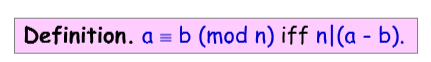 Definition. a ≡ b (mod n) iff n|(a - b).